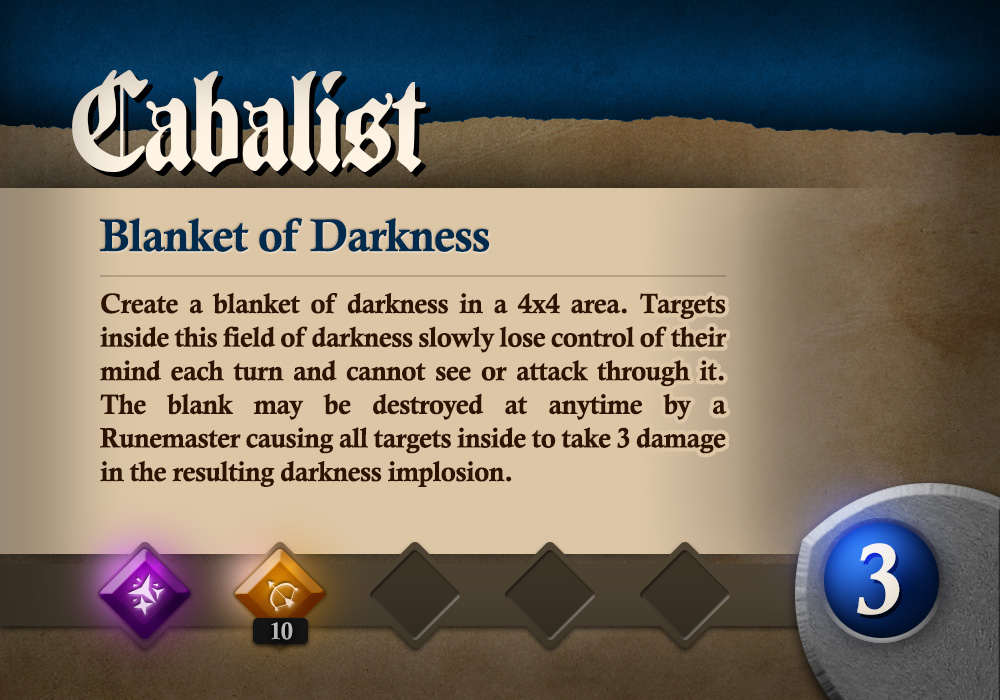 Cabalist
Blanket of Darkness
Create a blanket of darkness in a 4x4 area. Targets
inside this field of darkness slowly lose control of their
mind each turn and cannot see or attack through it.
The blank may be destroyed at anytime by a
Runemaster causing all targets inside to take 3 damage
in the resulting darkness implosion.
10
3